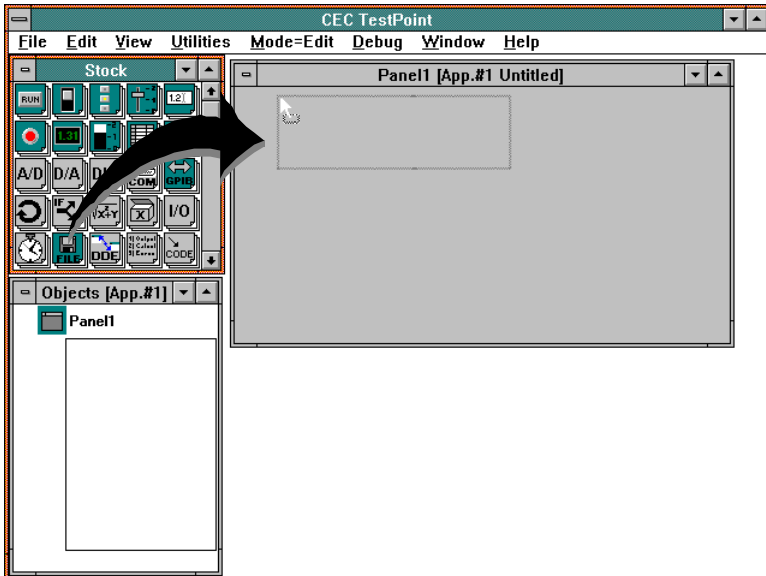 CEC TestPoint
File Edit View Utilities Mode=Edit Debug Window Help
Stock
RUN
1.2
1.31
A/D D/A COM GPIB
IF √x+Y x I/O
FILE DDE CODE
Panel1 [App.#1 Untitled]
Objects [App.#1]
Panel1